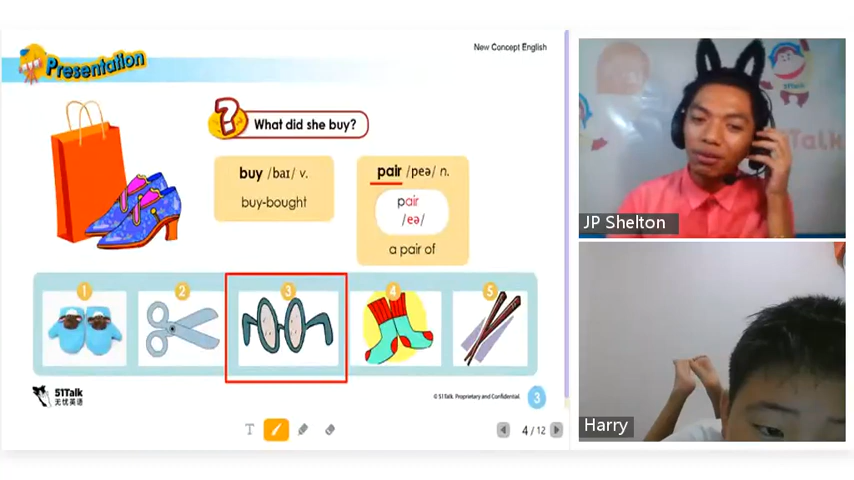 New Concept English
Presentation
?
What did she buy?
buy /baɪ/ v.
buy-bought
pair /peə/ n.
pair
/eə/
a pair of
1 2 3 4 5
51Talk
无忧英语
©51Talk. Proprietary and Confidential.
3
T
4 / 12
51Talk
Talk
JP Shelton
Harry